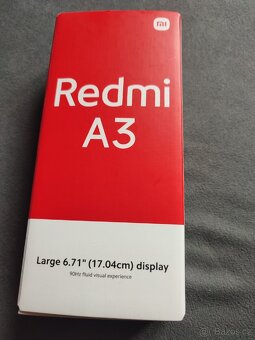 mi
Redmi
A3
Large 6.71" (17.04cm) display
90Hz fluid visual experience